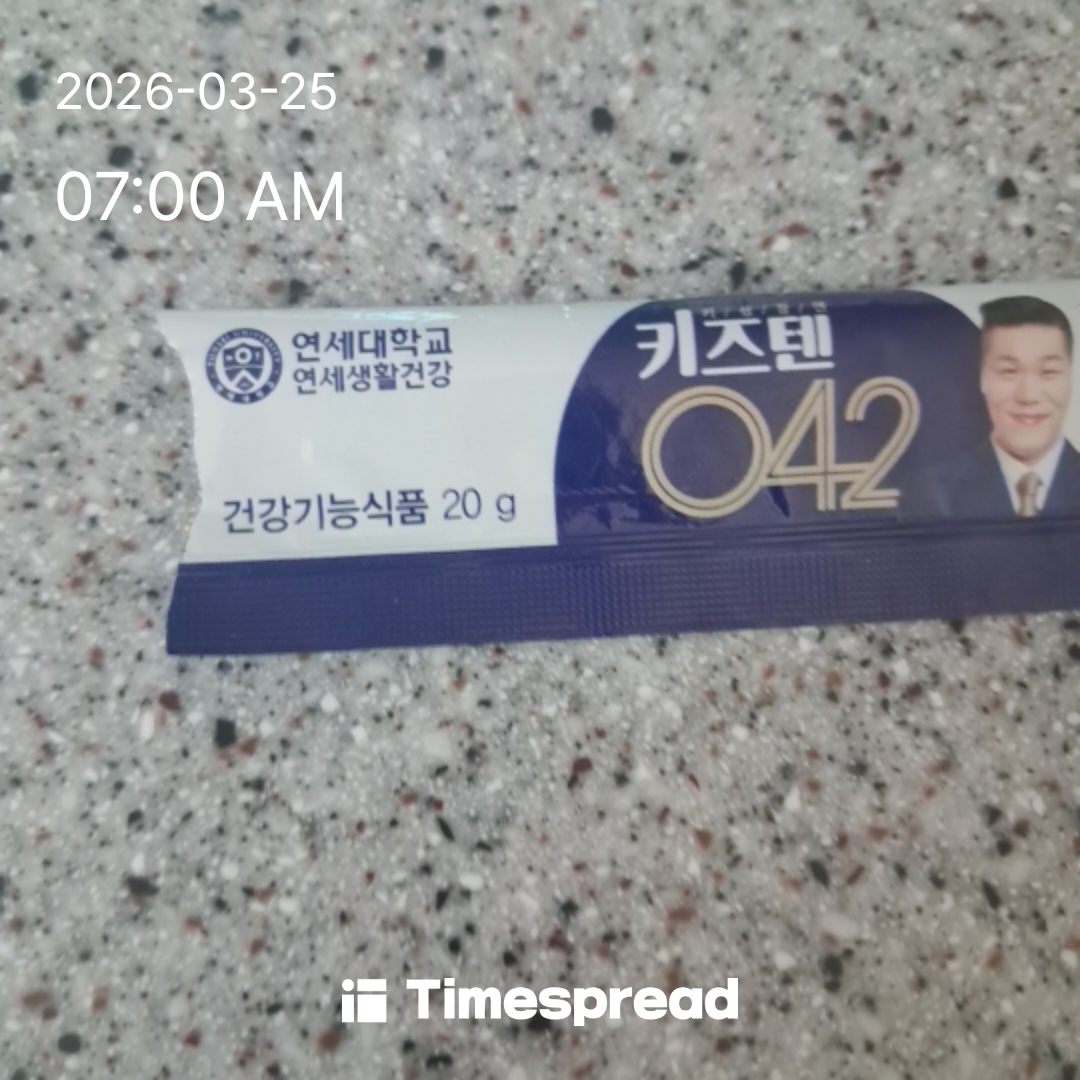 2026-03-25
07:00 AM
연세대학교
연세생활건강
키즈텐
042
건강기능식품 20 g
Timespread